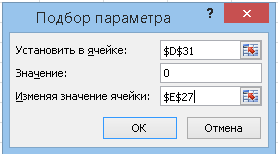 Подбор параметра
Установить в ячейке: $D$31
Значение: 0
Изменяя значение ячейки: $E$27
ОК Отмена